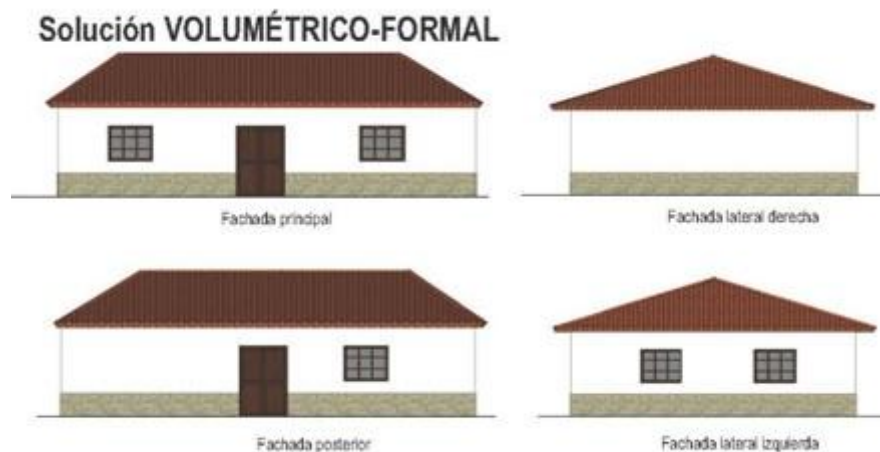 Solución VOLUMÉTRICO-FORMAL
Fachada principal
Fachada lateral derecha
Fachada posterior
Fachada lateral izquierda